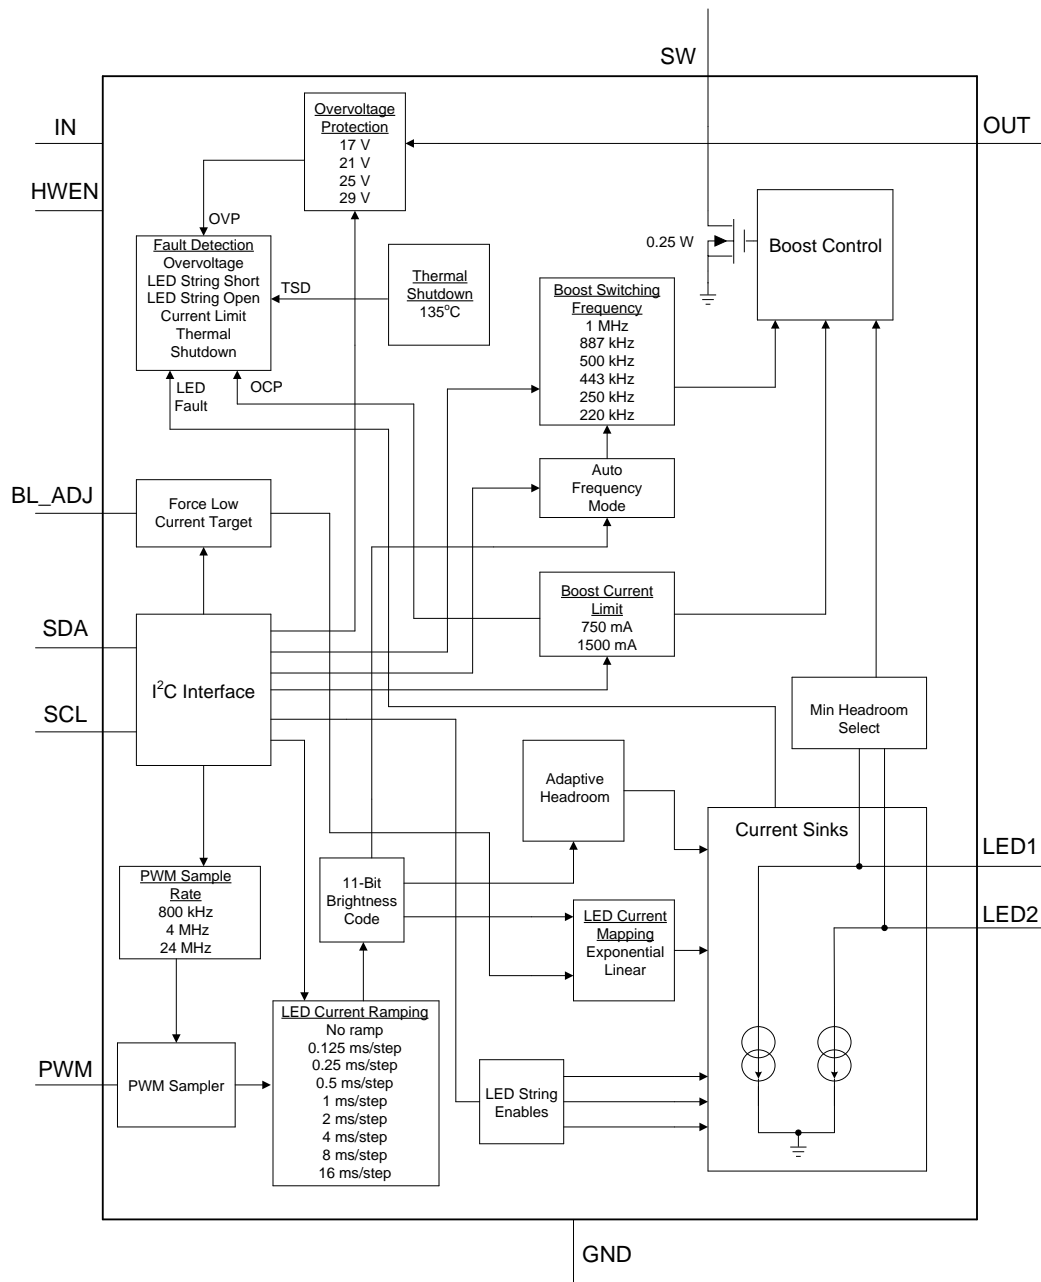 SW
IN
HWEN
OUT
Overvoltage
Protection
17 V
21 V
25 V
29 V
OVP
Fault Detection
Overvoltage
LED String Short
LED String Open
Current Limit
Thermal
Shutdown
TSD
Thermal
Shutdown
135°C
0.25 W
Boost Control
Boost Switching
Frequency
1 MHz
887 kHz
500 kHz
443 kHz
250 kHz
220 kHz
LED
Fault
OCP
Auto
Frequency
Mode
BL_ADJ
Force Low
Current Target
Boost Current
Limit
750 mA
1500 mA
SDA
SCL
I²C Interface
Min Headroom
Select
Adaptive
Headroom
Current Sinks
LED1
LED2
PWM Sample
Rate
800 kHz
4 MHz
24 MHz
11-Bit
Brightness
Code
LED Current
Mapping
Exponential
Linear
PWM
PWM Sampler
LED Current Ramping
No ramp
0.125 ms/step
0.25 ms/step
0.5 ms/step
1 ms/step
2 ms/step
4 ms/step
8 ms/step
16 ms/step
LED String
Enables
GND